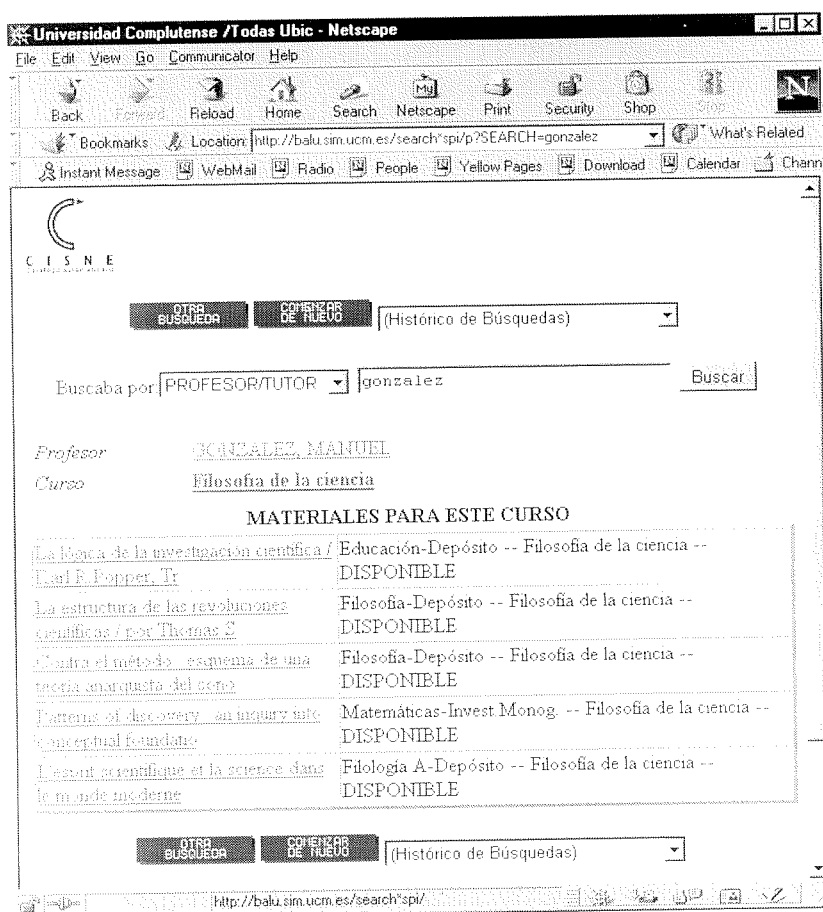 Universidad Complutense /Todas Ubic - Netscape
File Edit View Go Communicator Help
Back Forward Reload Home Search Netscape Print Security Shop Stop
Bookmarks Location: http://balu.sim.ucm.es/search*spi/p?SEARCH=gonzalez What's Related
Instant Message WebMail Radio People Yellow Pages Download Calendar Chann
CISNE
OTRA BUSQUEDA COMENZAR DE NUEVO (Histórico de Búsquedas)
Buscaba por PROFESOR/TUTOR gonzalez Buscar
Profesor GONZALEZ, MANUEL
Curso Filosofia de la ciencia
MATERIALES PARA ESTE CURSO
La lógica de la investigación científica / Karl R. Popper, Tr Educación-Depósito -- Filosofía de la ciencia -- DISPONIBLE
La estructura de las revoluciones científicas / por Thomas S Filosofía-Depósito -- Filosofía de la ciencia -- DISPONIBLE
Contra el método : esquema de una teoría anarquista del cono Filosofía-Depósito -- Filosofía de la ciencia -- DISPONIBLE
Patterns of discovery : an inquiry into conceptual foundatio Matemáticas-Invest.Monog. -- Filosofía de la ciencia -- DISPONIBLE
L'esprit scientifique et la science dans le monde moderne Filología A-Depósito -- Filosofía de la ciencia -- DISPONIBLE
OTRA BUSQUEDA COMENZAR DE NUEVO (Histórico de Búsquedas)
http://balu.sim.ucm.es/search*spi/